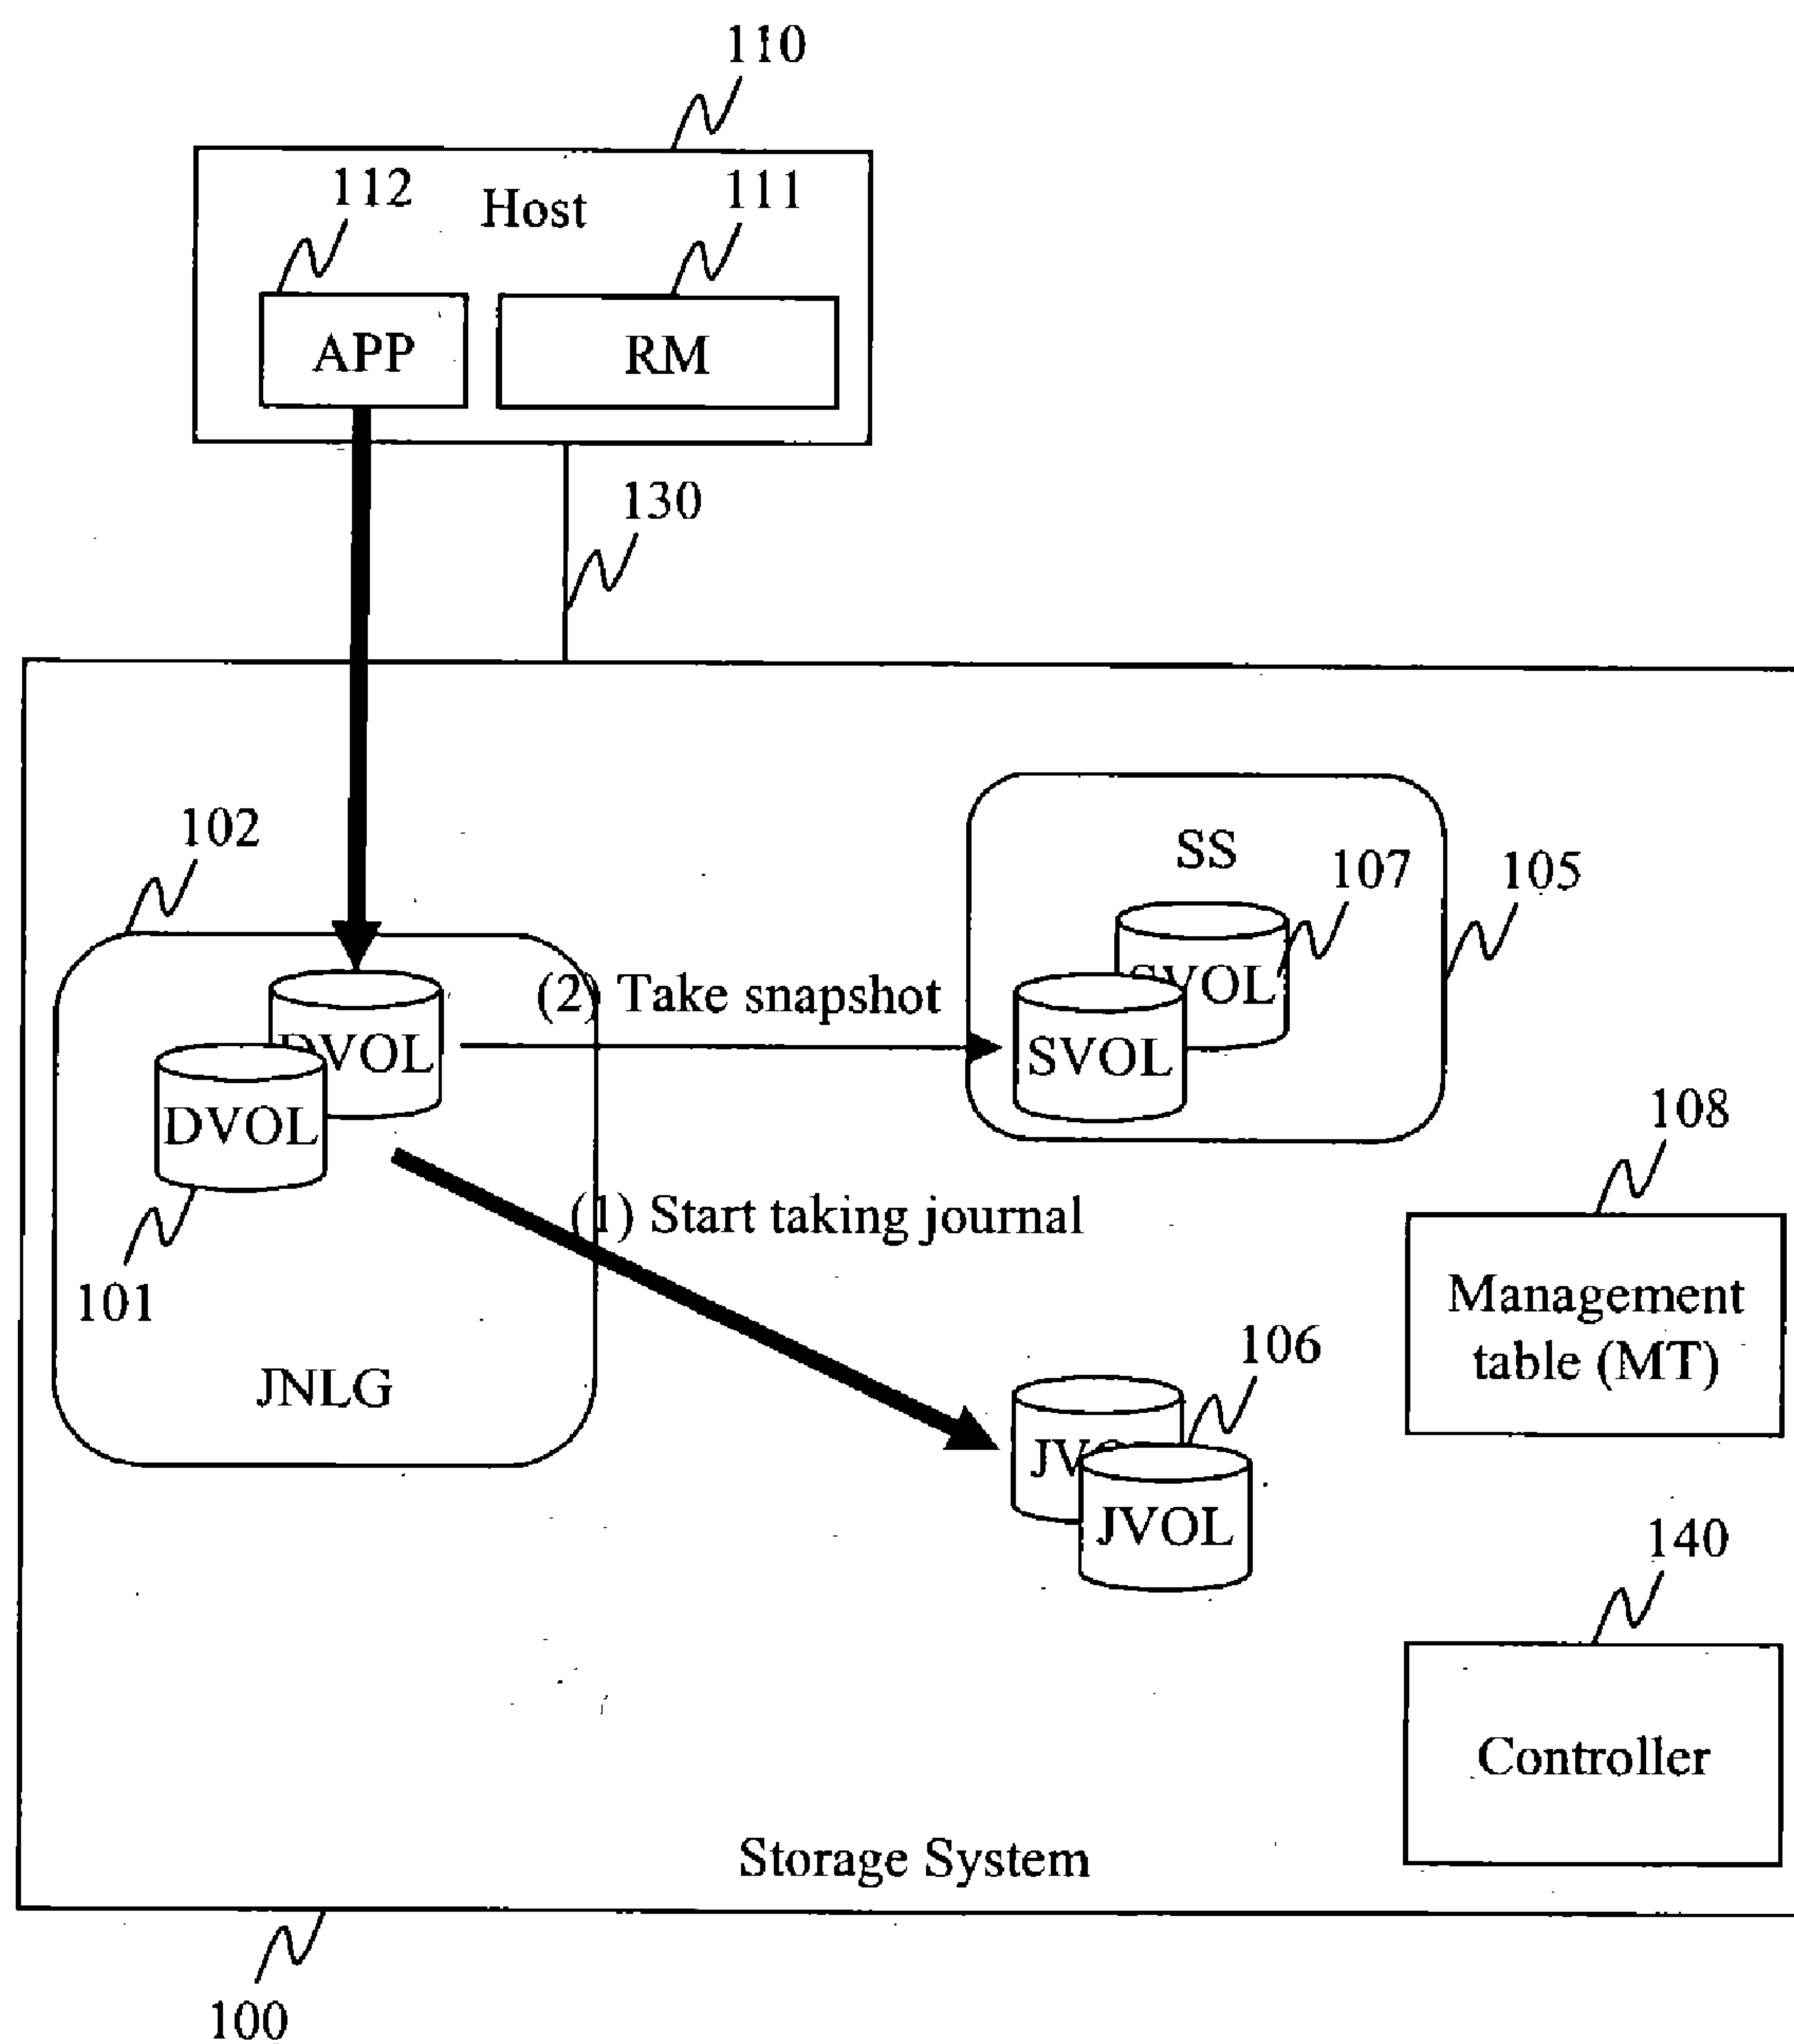 110
112
Host
111
APP
RM
130
102
SS
107
105
SVOL
(2) Take snapshot
DVOL
SVOL
DVOL
108
(1) Start taking journal
101
Management
table (MT)
106
JNLG
JVOL
140
Controller
Storage System
100